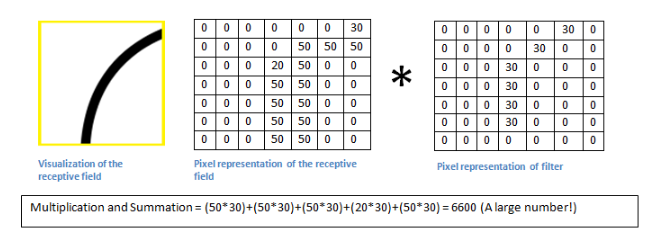 0 0 0 0 0 0 30
0 0 0 0 50 50 50
0 0 0 20 50 0 0
0 0 0 50 50 0 0
0 0 0 50 50 0 0
0 0 0 50 50 0 0
0 0 0 50 50 0 0
*
0 0 0 0 0 30 0
0 0 0 0 30 0 0
0 0 0 30 0 0 0
0 0 0 30 0 0 0
0 0 0 30 0 0 0
0 0 0 30 0 0 0
0 0 0 0 0 0 0
Visualization of the
receptive field
Pixel representation of the receptive
field
Pixel representation of filter
Multiplication and Summation = (50*30)+(50*30)+(50*30)+(20*30)+(50*30) = 6600 (A large number!)